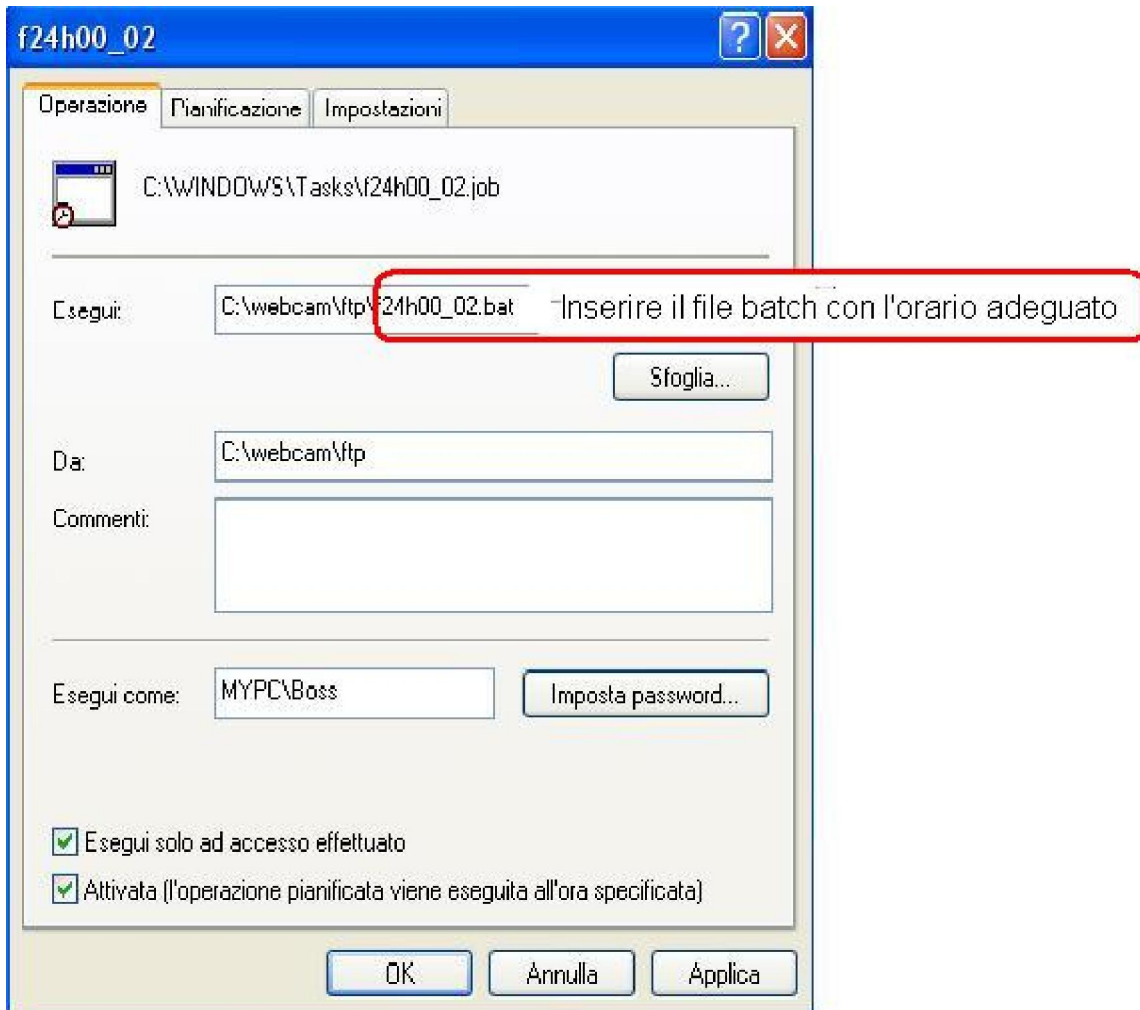 f24h00_02
Operazione Pianificazione Impostazioni
C:\WINDOWS\Tasks\f24h00_02.job
Esegui: C:\webcam\ftp\f24h00_02.bat Inserire il file batch con l'orario adeguato
Sfoglia...
Da: C:\webcam\ftp
Commenti:
Esegui come: MYPC\Boss Imposta password...
Esegui solo ad accesso effettuato
Attivata (l'operazione pianificata viene eseguita all'ora specificata)
OK Annulla Applica